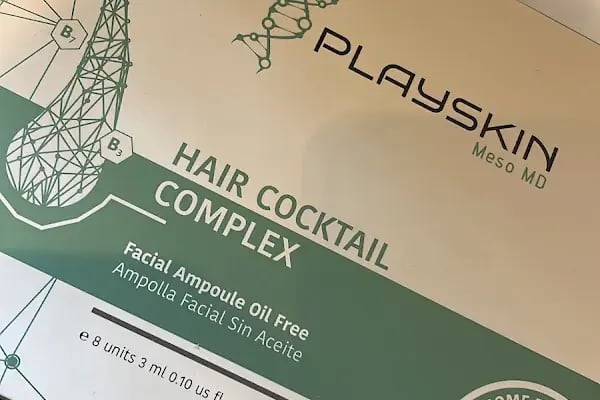 B7
PLAYSKIN
Meso MD
B3
HAIR COCKTAIL
COMPLEX
Facial Ampoule Oil Free
Ampolla Facial Sin Aceite
e 8 units 3 ml 0.10 us fl